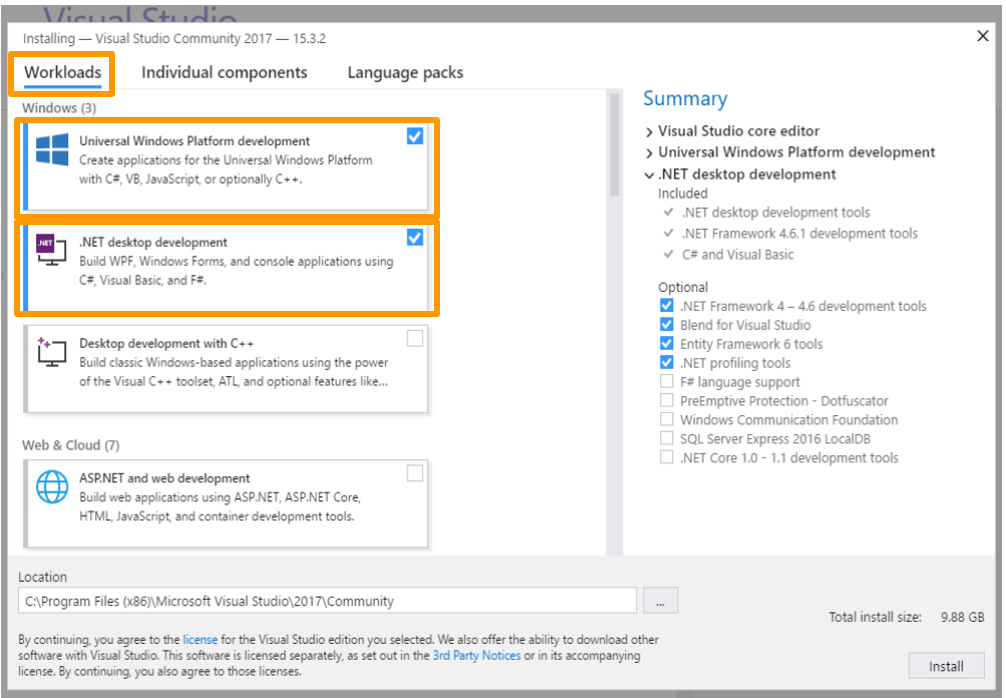 Visual Studio
Installing — Visual Studio Community 2017 — 15.3.2
Workloads
Individual components
Language packs
Windows (3)
Universal Windows Platform development
Create applications for the Universal Windows Platform
with C#, VB, JavaScript, or optionally C++.
.NET
.NET desktop development
Build WPF, Windows Forms, and console applications using
C#, Visual Basic, and F#.
Desktop development with C++
Build classic Windows-based applications using the power
of the Visual C++ toolset, ATL, and optional features like...
Web & Cloud (7)
ASP.NET and web development
Build web applications using ASP.NET, ASP.NET Core,
HTML, JavaScript, and container development tools.
Summary
Visual Studio core editor
Universal Windows Platform development
.NET desktop development
Included
.NET desktop development tools
.NET Framework 4.6.1 development tools
C# and Visual Basic
Optional
.NET Framework 4 – 4.6 development tools
Blend for Visual Studio
Entity Framework 6 tools
.NET profiling tools
F# language support
PreEmptive Protection - Dotfuscator
Windows Communication Foundation
SQL Server Express 2016 LocalDB
.NET Core 1.0 - 1.1 development tools
Location
C:\Program Files (x86)\Microsoft Visual Studio\2017\Community
...
Total install size: 9.88 GB
By continuing, you agree to the license for the Visual Studio edition you selected. We also offer the ability to download other
software with Visual Studio. This software is licensed separately, as set out in the 3rd Party Notices or in its accompanying
license. By continuing, you also agree to those licenses.
Install